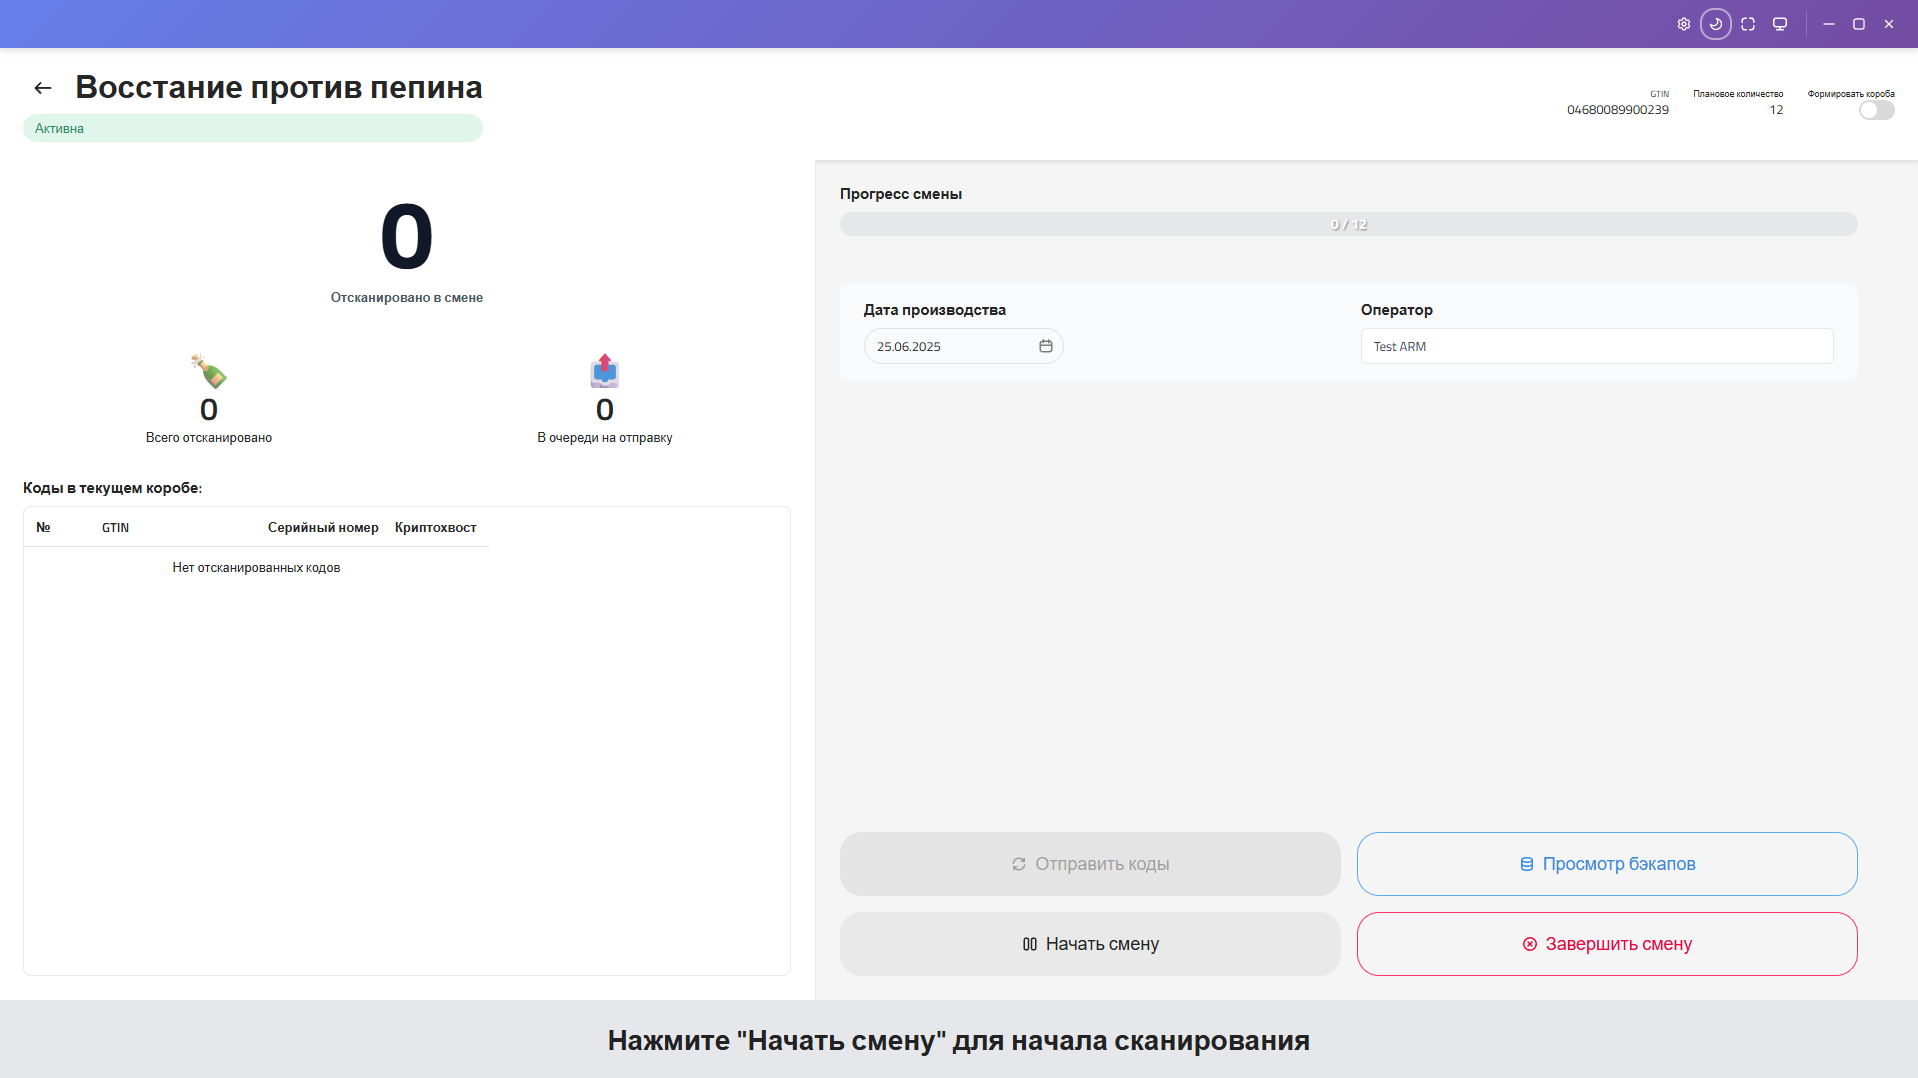 Восстание против пепина
Активна
GTIN
04680089900239
Плановое количество
12
Формировать короба
0
Отсканировано в смене
0
Всего отсканировано
0
В очереди на отправку
Коды в текущем коробе:
№ GTIN Серийный номер Криптохвост
Нет отсканированных кодов
Прогресс смены
0 / 12
Дата производства
25.06.2025
Оператор
Test ARM
Отправить коды
Просмотр бэкапов
Начать смену
Завершить смену
Нажмите "Начать смену" для начала сканирования